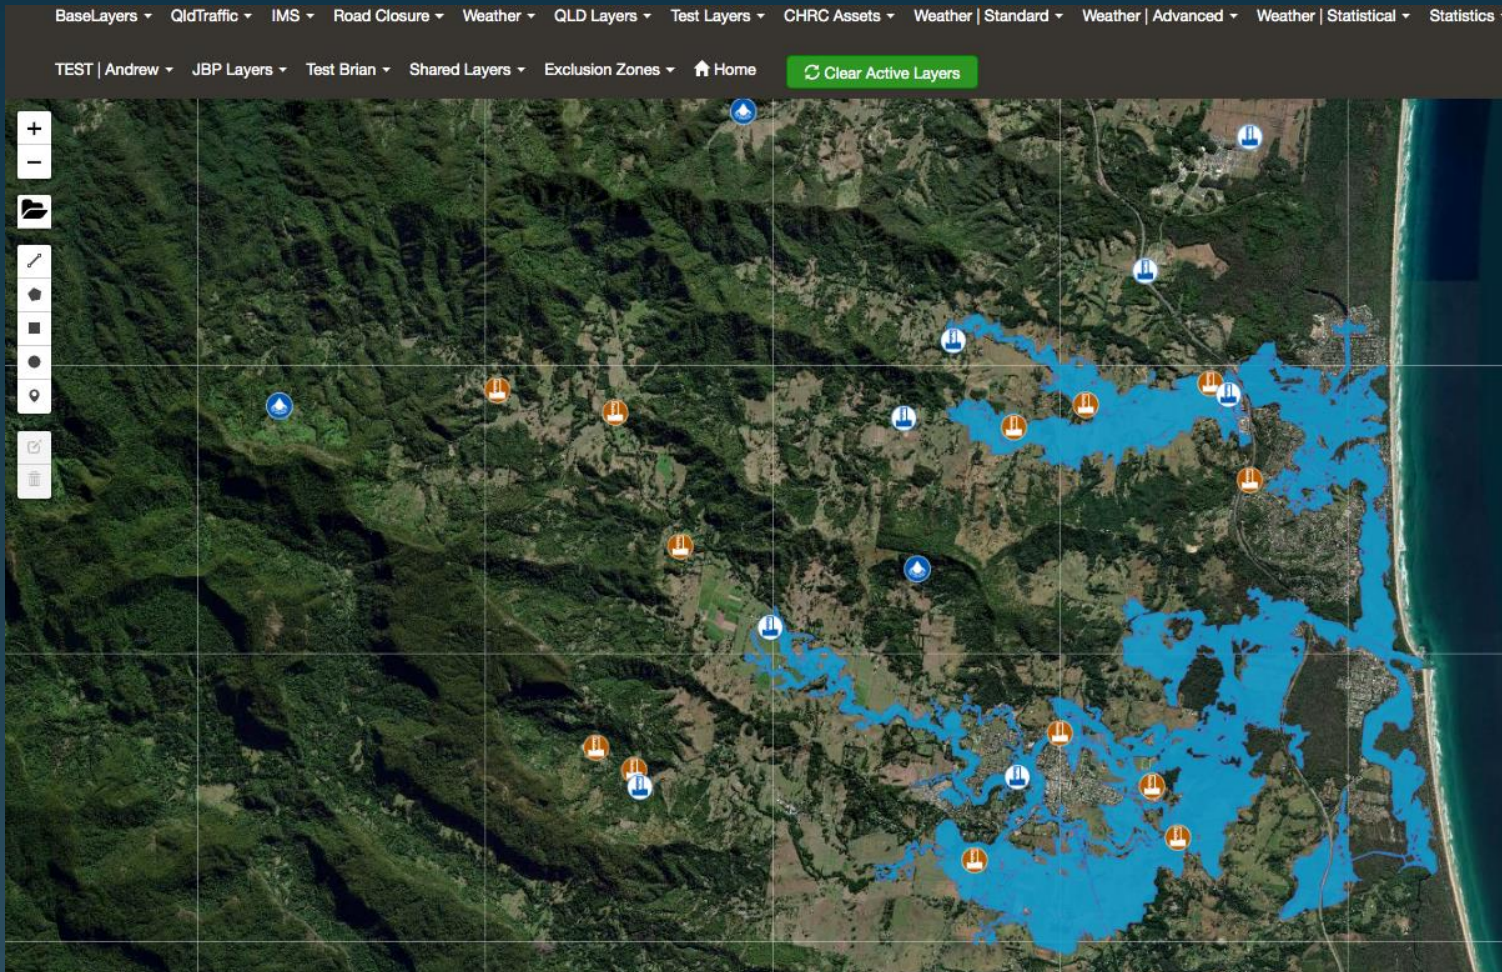 BaseLayers QldTraffic IMS Road Closure Weather QLD Layers Test Layers CHRC Assets Weather | Standard Weather | Advanced Weather | Statistical Statistics
TEST | Andrew JBP Layers Test Brian Shared Layers Exclusion Zones Home Clear Active Layers
+
−